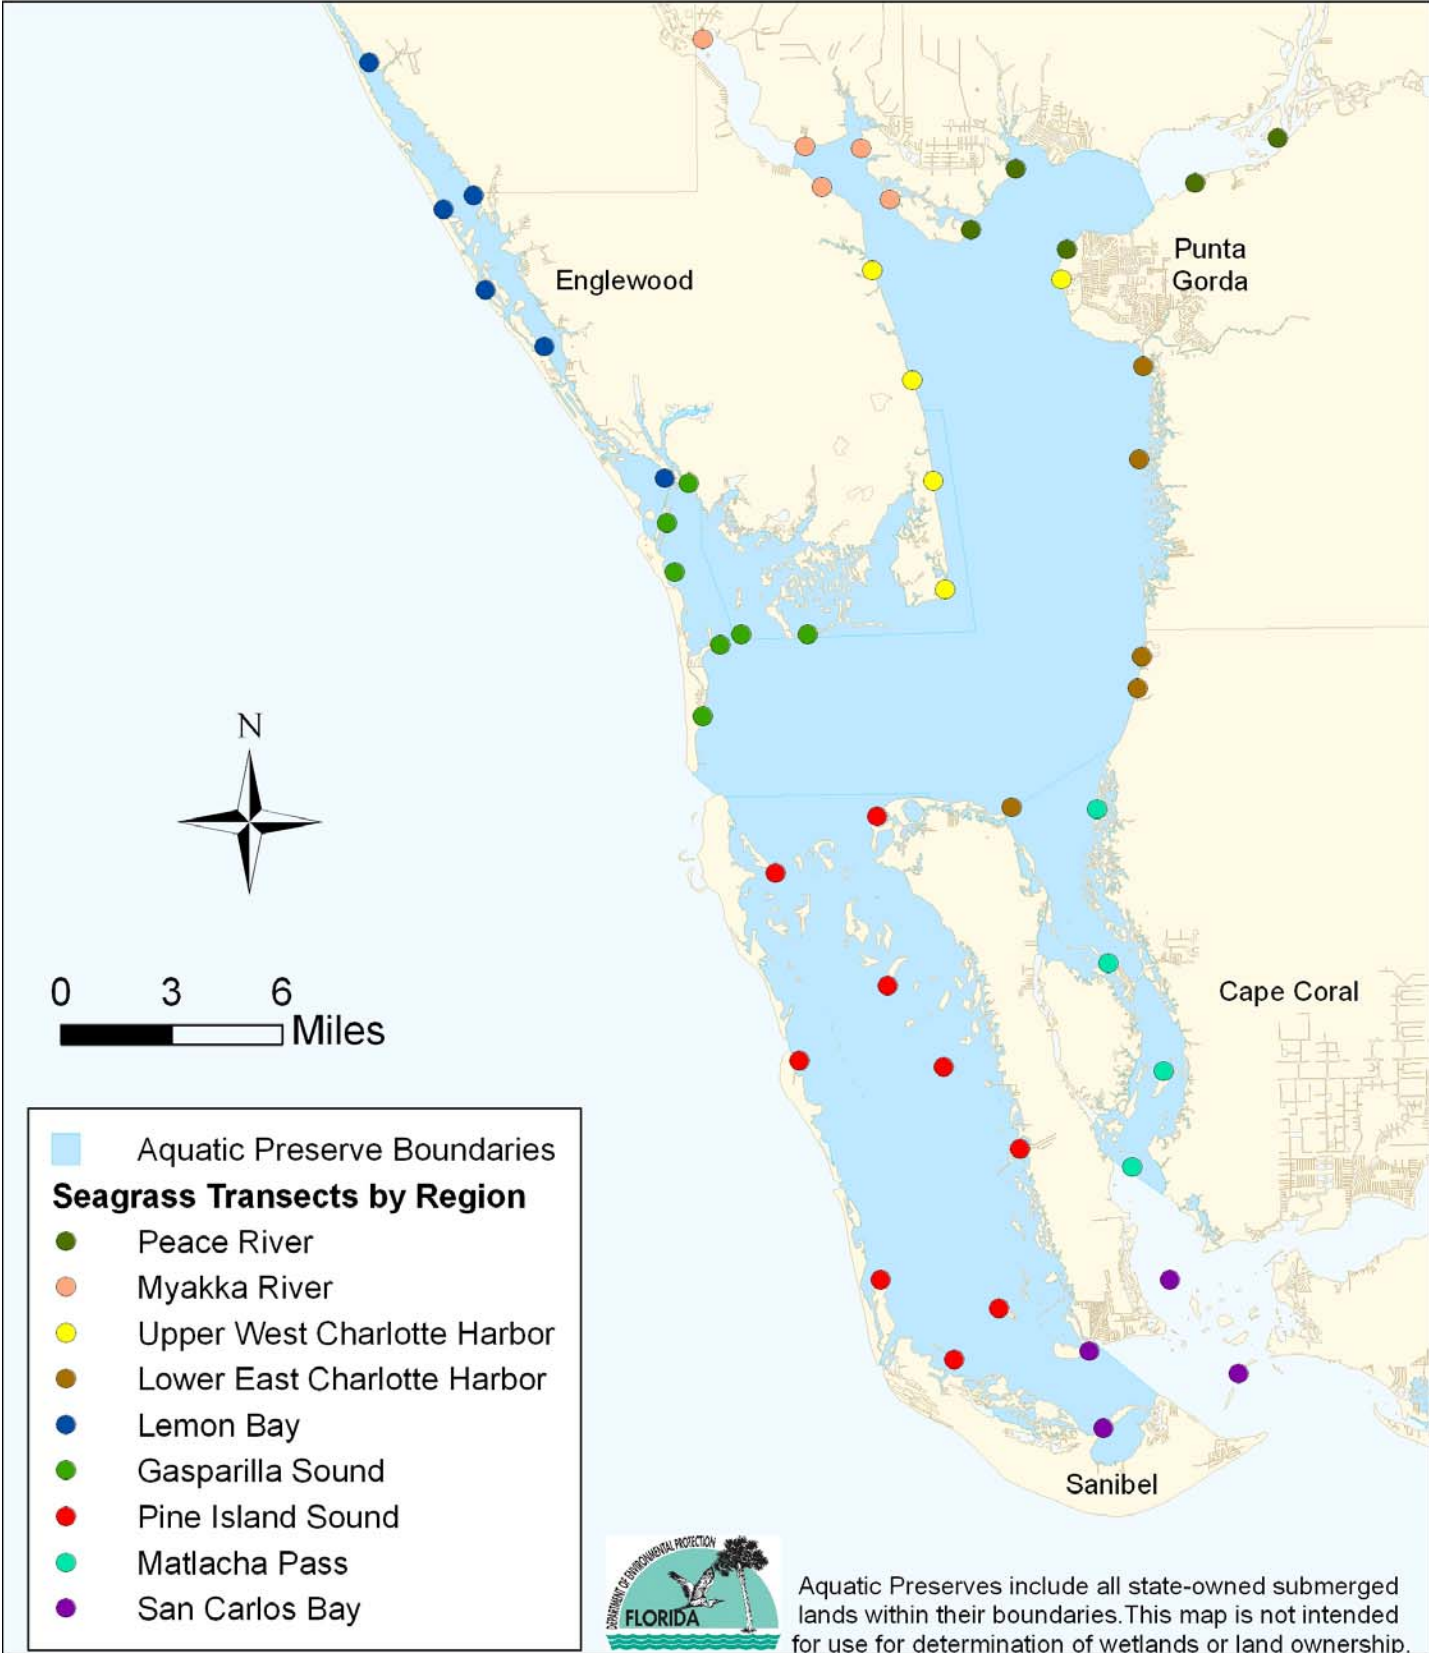 Englewood
Punta
Gorda
N
0 3 6
Miles
Cape Coral
Aquatic Preserve Boundaries
Seagrass Transects by Region
Peace River
Myakka River
Upper West Charlotte Harbor
Lower East Charlotte Harbor
Lemon Bay
Gasparilla Sound
Pine Island Sound
Matlacha Pass
San Carlos Bay
Sanibel
DEPARTMENT OF ENVIRONMENTAL PROTECTION
FLORIDA
Aquatic Preserves include all state-owned submerged
lands within their boundaries.This map is not intended
for use for determination of wetlands or land ownership.